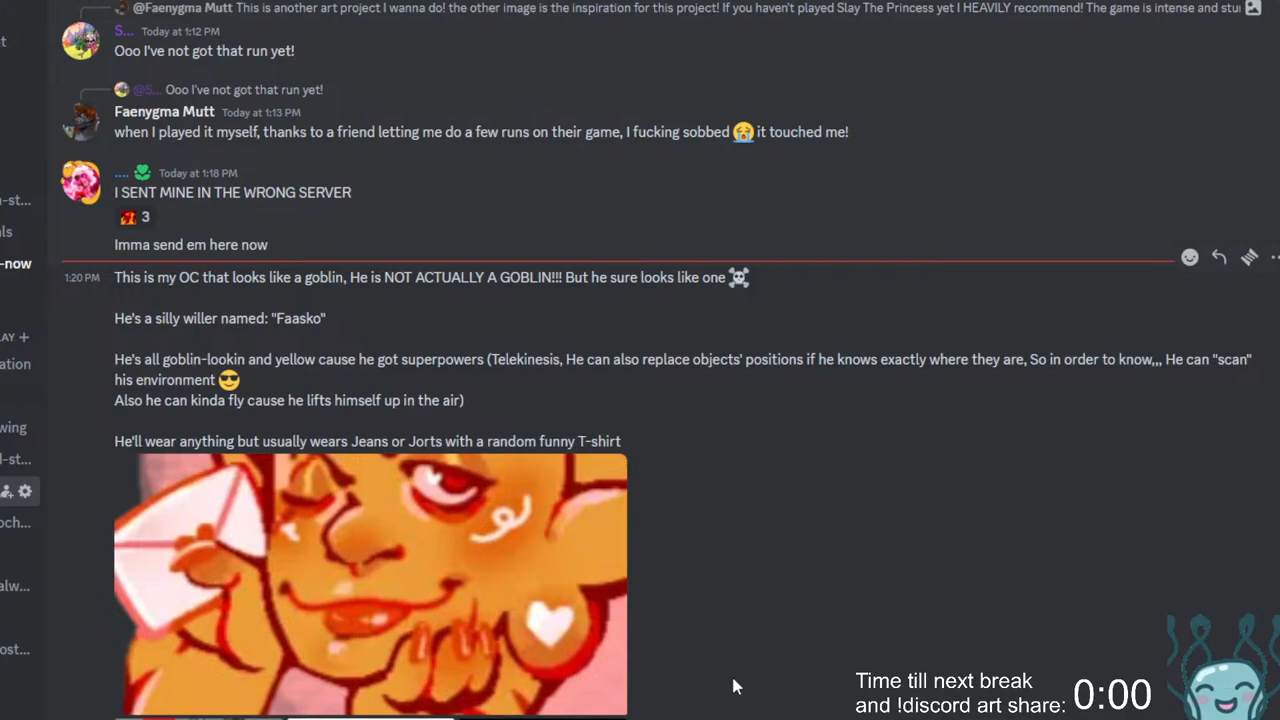 @Faenygma Mutt This is another art project I wanna do! the other image is the inspiration for this project! If you haven't played Slay The Princess yet I HEAVILY recommend! The game is intense and stu
S... Today at 1:12 PM
Ooo I've not got that run yet!
@S... Ooo I've not got that run yet!
Faenygma Mutt Today at 1:13 PM
when I played it myself, thanks to a friend letting me do a few runs on their game, I fucking sobbed 😭 it touched me!
.... Today at 1:18 PM
I SENT MINE IN THE WRONG SERVER
3
Imma send em here now
1:20 PM This is my OC that looks like a goblin, He is NOT ACTUALLY A GOBLIN!!! But he sure looks like one ☠️
He's a silly willer named: "Faasko"
He's all goblin-lookin and yellow cause he got superpowers (Telekinesis, He can also replace objects' positions if he knows exactly where they are, So in order to know,,, He can "scan"
his environment 😎
Also he can kinda fly cause he lifts himself up in the air)
He'll wear anything but usually wears Jeans or Jorts with a random funny T-shirt
t
n-st...
ls
-now
LAY +
ation
wing
d-st...
och...
alw...
ost...
Time till next break
and !discord art share: 0:00